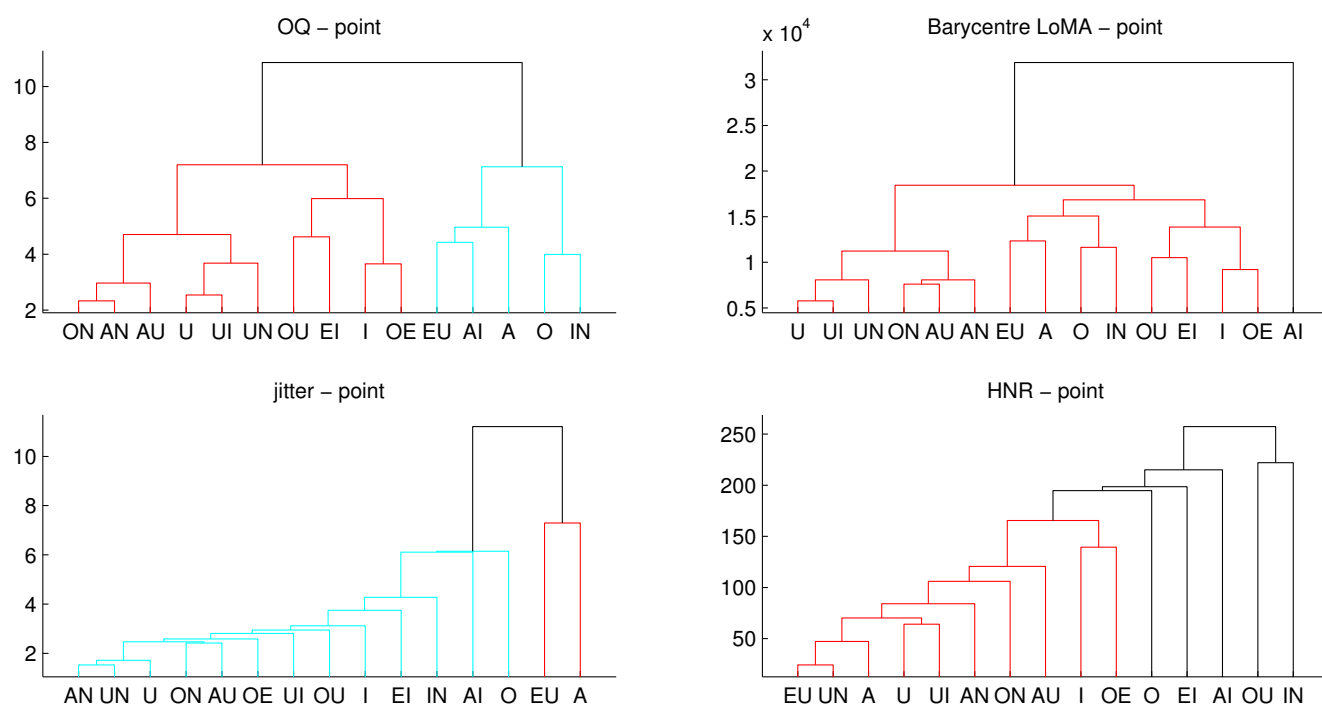 OQ – point
10
8
6
4
2
ON AN AU U UI UN OU EI I OE EU AI A O IN
Barycentre LoMA – point
x 10^4
3
2.5
2
1.5
1
0.5
U UI UN ON AU AN EU A O IN OU EI I OE AI
jitter – point
10
8
6
4
2
AN UN U ON AU OE UI OU I EI IN AI O EU A
HNR – point
250
200
150
100
50
EU UN A U UI AN ON AU I OE O EI AI OU IN